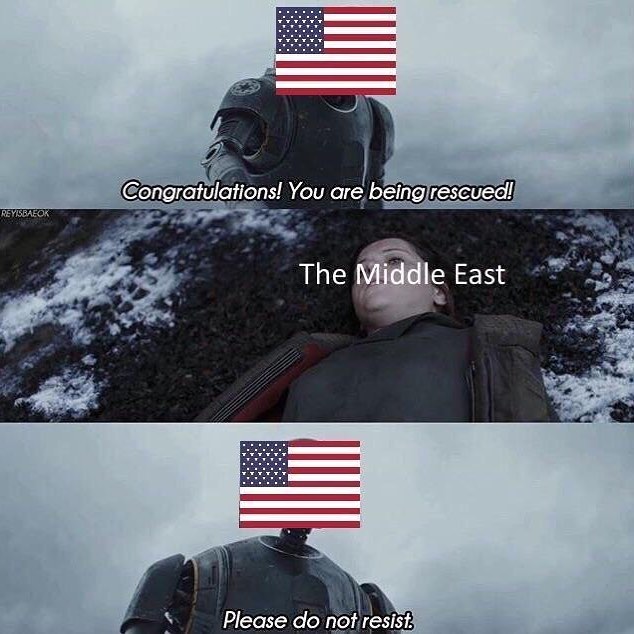 Congratulations! You are being rescued!
REYISBAEOK
The Middle East
Please do not resist.